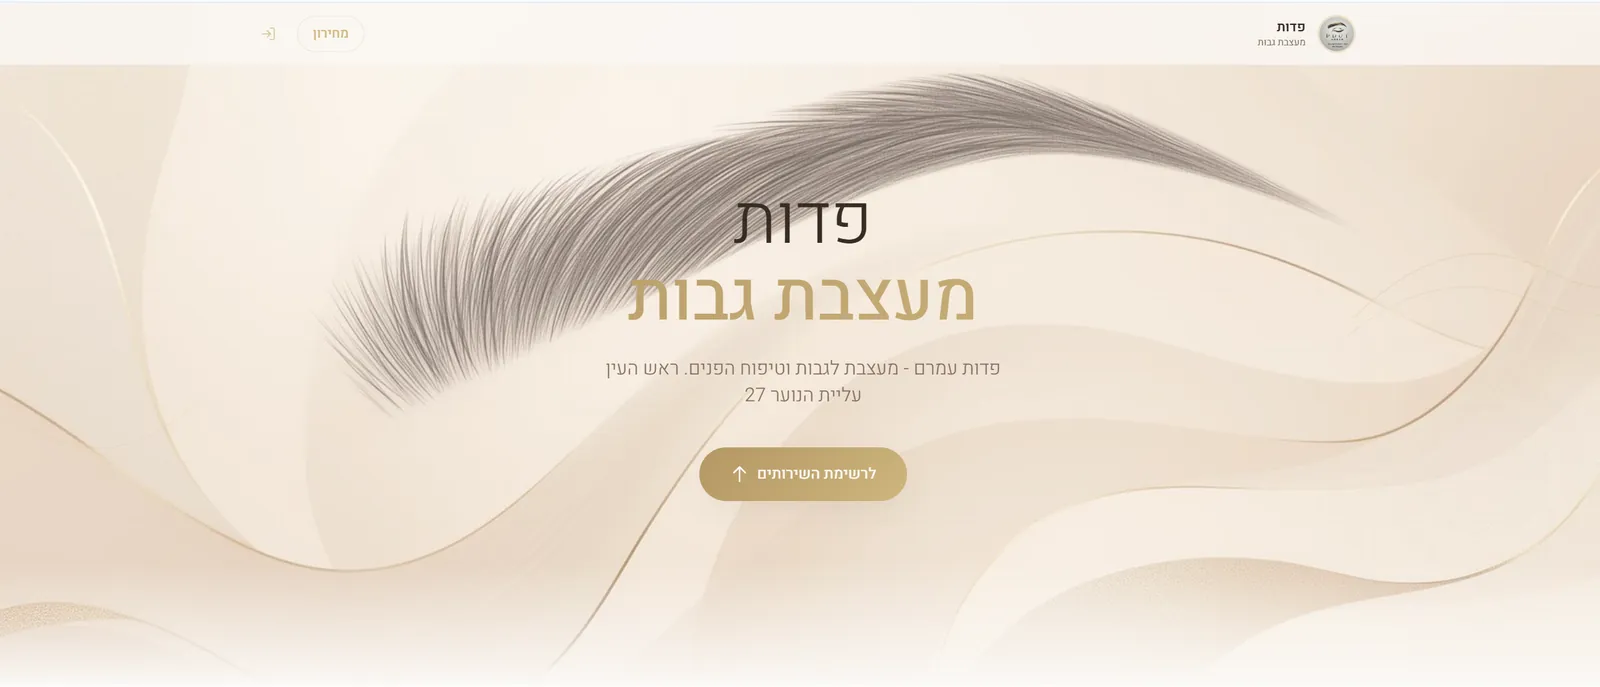 פדות
מעצבת גבות
מחירון
פדות
מעצבת גבות
פדות עמרם - מעצבת לגבות וטיפוח הפנים. ראש העין
עליית הנוער 27
לרשימת השירותים